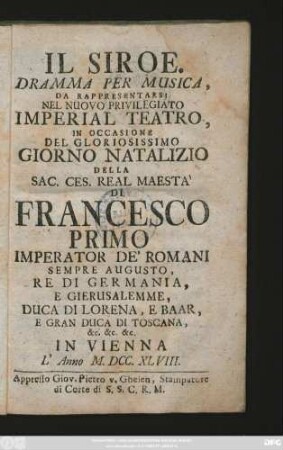 IL SIROE.
DRAMMA PER MUSICA,
DA RAPPRESENTARSI
NEL NUOVO PRIVILEGIATO
IMPERIAL TEATRO,
IN OCCASIONE
DEL GLORIOSISSIMO
GIORNO NATALIZIO
DELLA
SAC. CES. REAL MAESTA'
DI
FRANCESCO
PRIMO
IMPERATOR DE' ROMANI
SEMPRE AUGUSTO,
RE DI GERMANIA,
E GIERUSALEMME,
DUCA DI LORENA, E BAAR,
E GRAN DUCA DI TOSCANA,
&c. &c. &c.
IN VIENNA
L' Anno M. DCC. XLVIII.
Appresso Giov. Pietro v. Ghelen, Stampatore
di Corte di S. S. C. R. M.